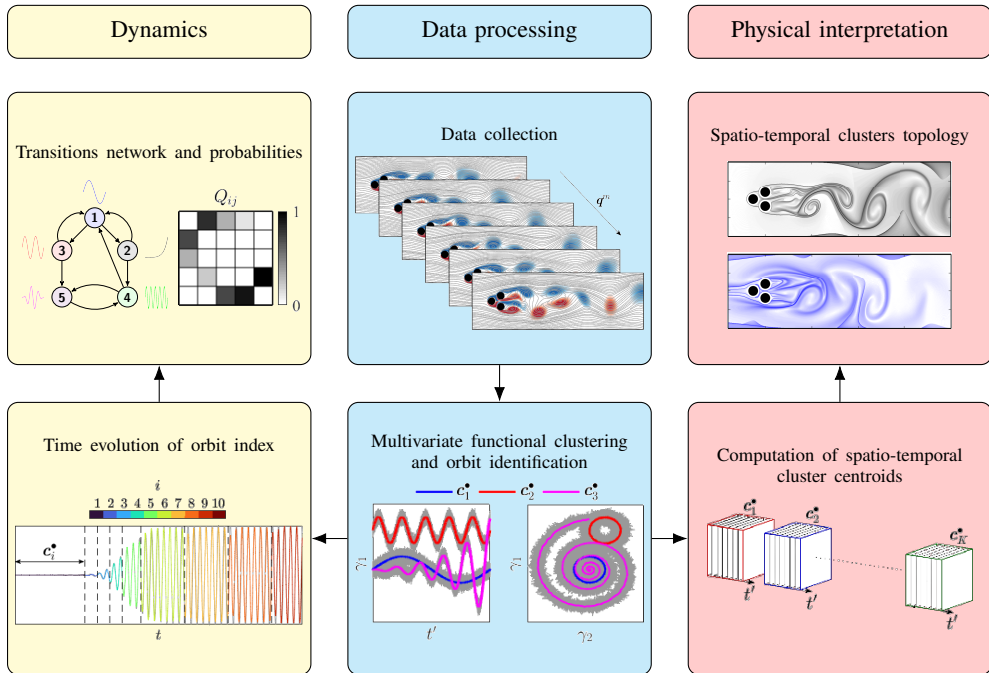 Dynamics
Data processing
Physical interpretation
Transitions network and probabilities
Q_{ij}
1
1
3
2
5
4
0
Data collection
q^m
Spatio-temporal clusters topology
Time evolution of orbit index
i
1 2 3 4 5 6 7 8 9 10
c_i^•
t
Multivariate functional clustering
and orbit identification
c_1^• c_2^• c_3^•
γ_1
t′
γ_1
γ_2
Computation of spatio-temporal
cluster centroids
c_1^•
c_2^•
c_K^•
t′
t′
t′